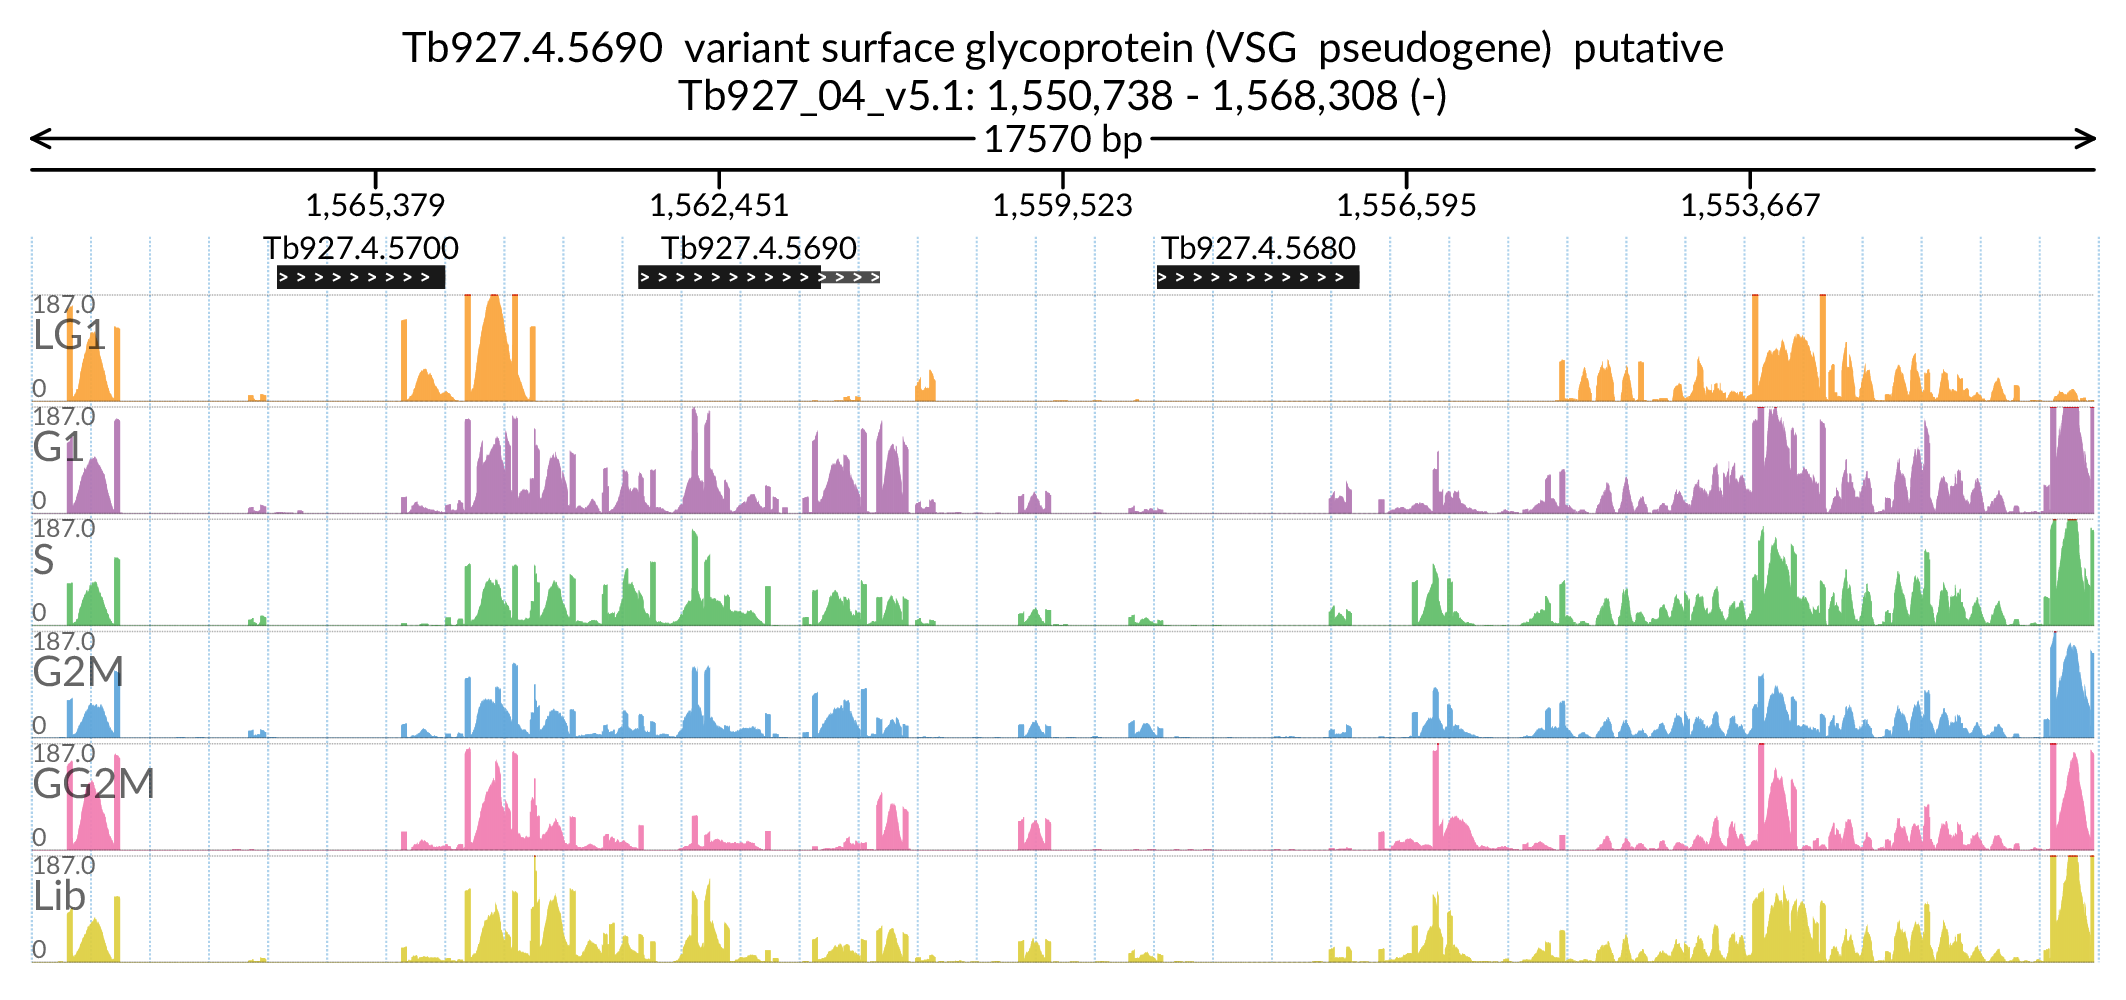 Tb927.4.5690 variant surface glycoprotein (VSG pseudogene) putative
Tb927_04_v5.1: 1,550,738 - 1,568,308 (-)
17570 bp
1,565,379 1,562,451 1,559,523 1,556,595 1,553,667
Tb927.4.5700 Tb927.4.5690 Tb927.4.5680
187.0
LG1
0
187.0
G1
0
187.0
S
0
187.0
G2M
0
187.0
GG2M
0
187.0
Lib
0